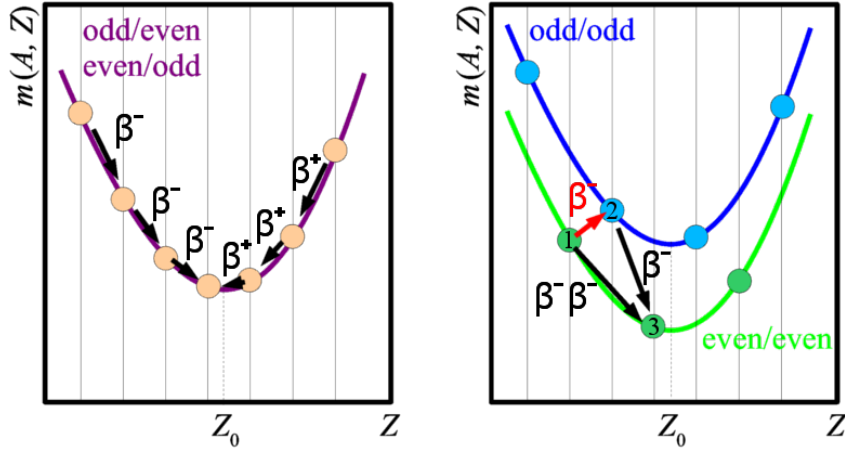 m(A, Z)
odd/even
even/odd
β⁻
β⁻
β⁻
β⁺
β⁺
β⁺
Z₀
Z
m(A, Z)
odd/odd
β⁻
1
2
β⁻
β⁻β⁻
3
even/even
Z₀
Z